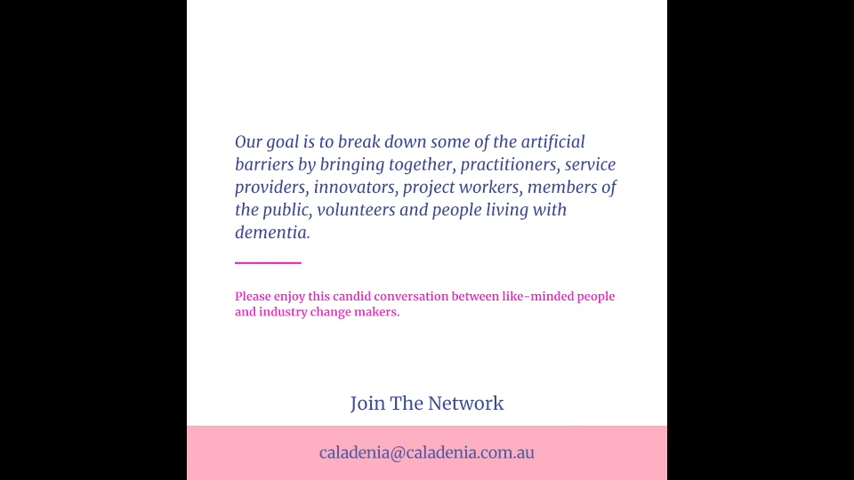 Our goal is to break down some of the artificial
barriers by bringing together, practitioners, service
providers, innovators, project workers, members of
the public, volunteers and people living with
dementia.
Please enjoy this candid conversation between like-minded people
and industry change makers.
Join The Network
caladenia@caladenia.com.au